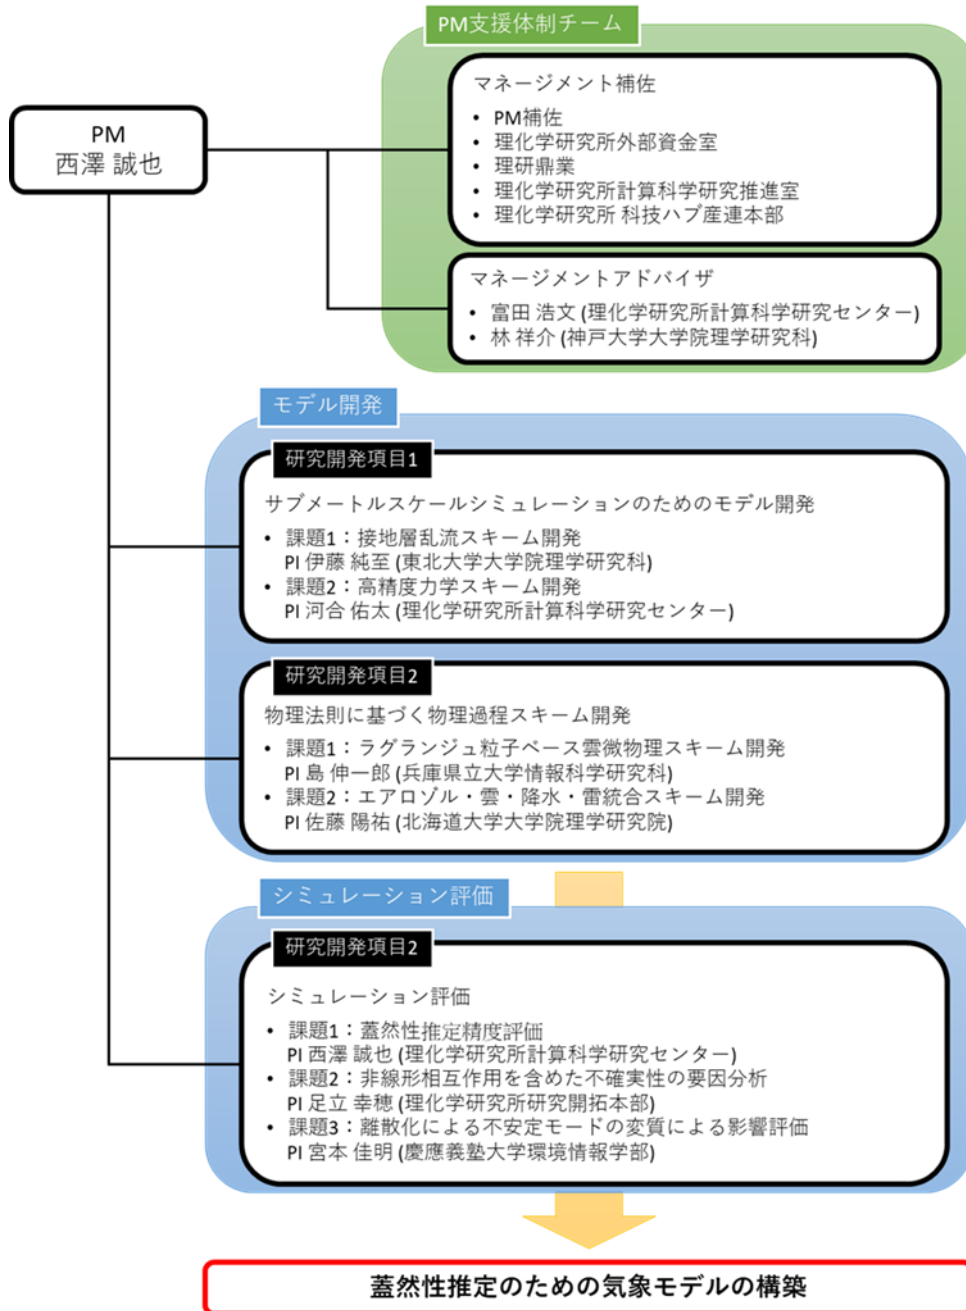 PM支援体制チーム
マネージメント補佐
• PM補佐
• 理化学研究所外部資金室
• 理研鼎業
• 理化学研究所計算科学研究推進室
• 理化学研究所 科技ハブ産連本部
PM
西澤 誠也
マネージメントアドバイザ
• 富田 浩文 (理化学研究所計算科学研究センター)
• 林 祥介 (神戸大学大学院理学研究科)
モデル開発
研究開発項目1
サブメートルスケールシミュレーションのためのモデル開発
• 課題1：接地層乱流スキーム開発
PI 伊藤 純至 (東北大学大学院理学研究科)
• 課題2：高精度力学スキーム開発
PI 河合 佑太 (理化学研究所計算科学研究センター)
研究開発項目2
物理法則に基づく物理過程スキーム開発
• 課題1：ラグランジュ粒子ベース雲微物理スキーム開発
PI 島 伸一郎 (兵庫県立大学情報科学研究科)
• 課題2：エアロゾル・雲・降水・雷統合スキーム開発
PI 佐藤 陽祐 (北海道大学大学院理学研究院)
シミュレーション評価
研究開発項目2
シミュレーション評価
• 課題1：蓋然性推定精度評価
PI 西澤 誠也 (理化学研究所計算科学研究センター)
• 課題2：非線形相互作用を含めた不確実性の要因分析
PI 足立 幸穂 (理化学研究所研究開拓本部)
• 課題3：離散化による不安定モードの変質による影響評価
PI 宮本 佳明 (慶應義塾大学環境情報学部)
蓋然性推定のための気象モデルの構築